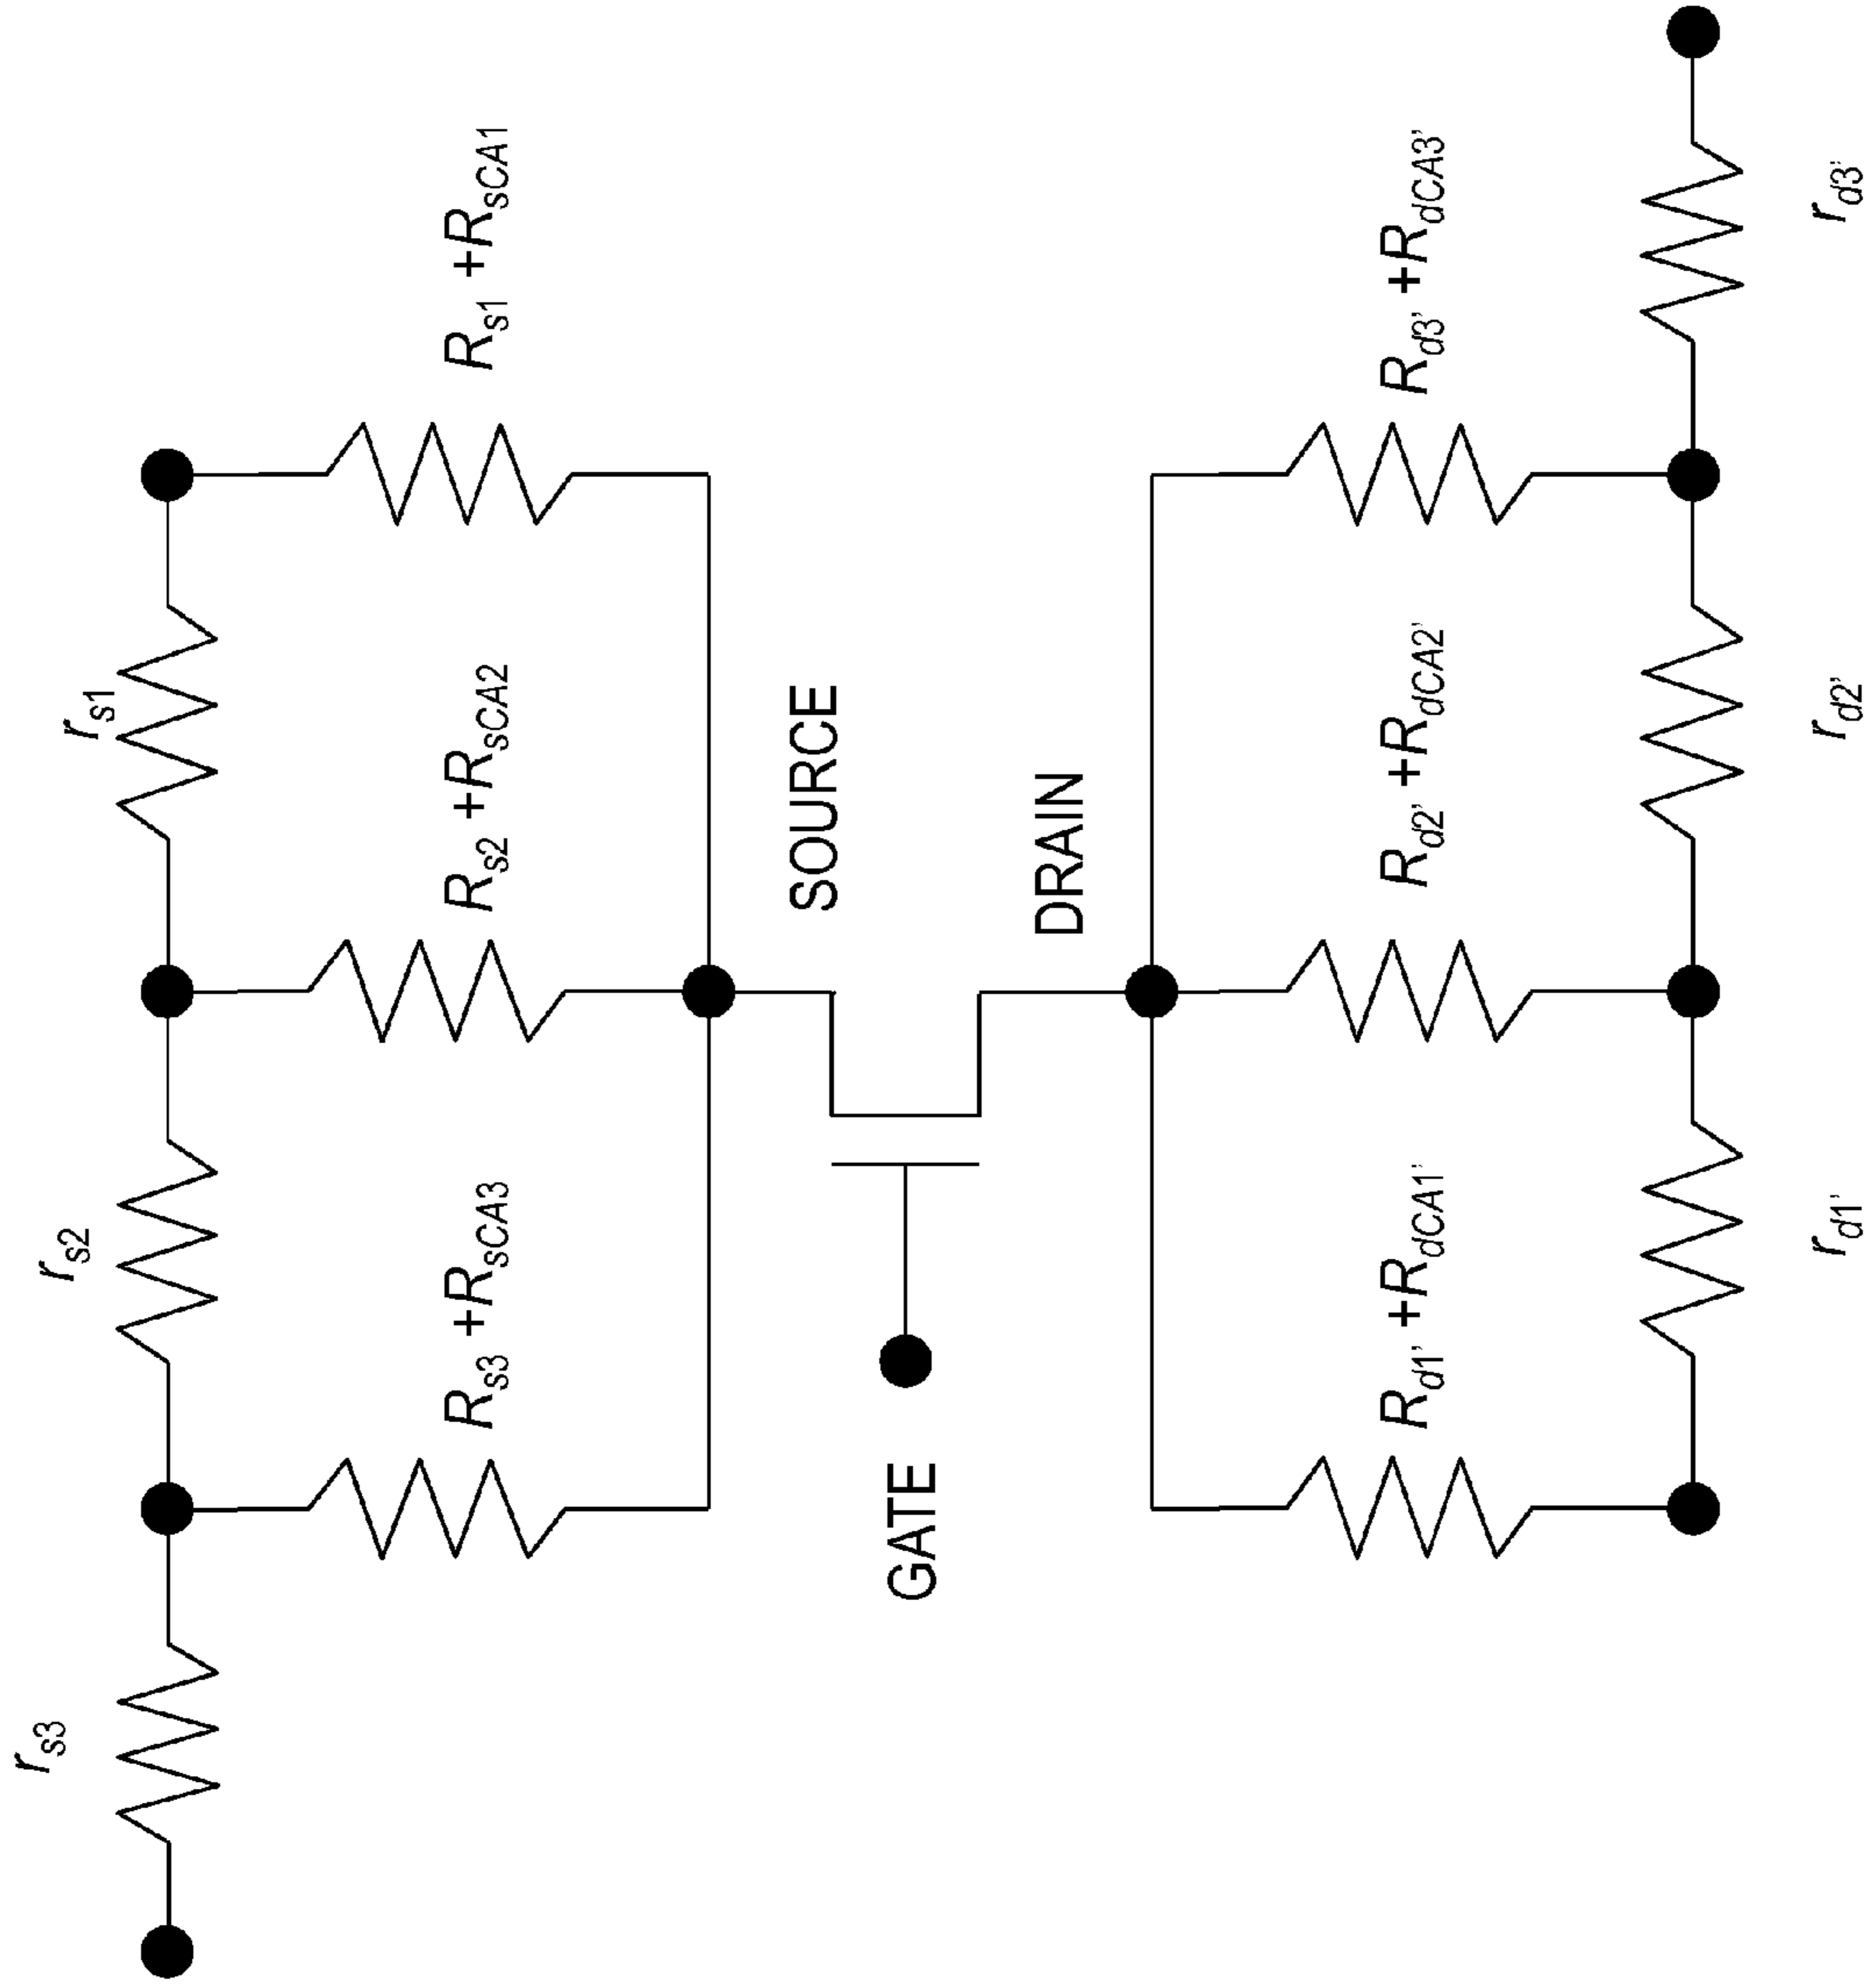 r_s3
r_s2
r_s1
R_s3 +R_sCA3
R_s2 +R_sCA2
R_s1 +R_sCA1
SOURCE
GATE
DRAIN
R_d1' +R_dCA1'
R_d2' +R_dCA2'
R_d3' +R_dCA3'
r_d1'
r_d2'
r_d3'